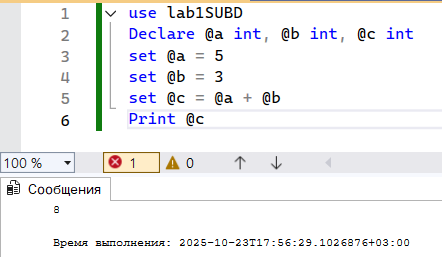 1 use lab1SUBD
2 Declare @a int, @b int, @c int
3 set @a = 5
4 set @b = 3
5 set @c = @a + @b
6 Print @c
100 % 1 0
Сообщения
8
Время выполнения: 2025-10-23T17:56:29.1026876+03:00